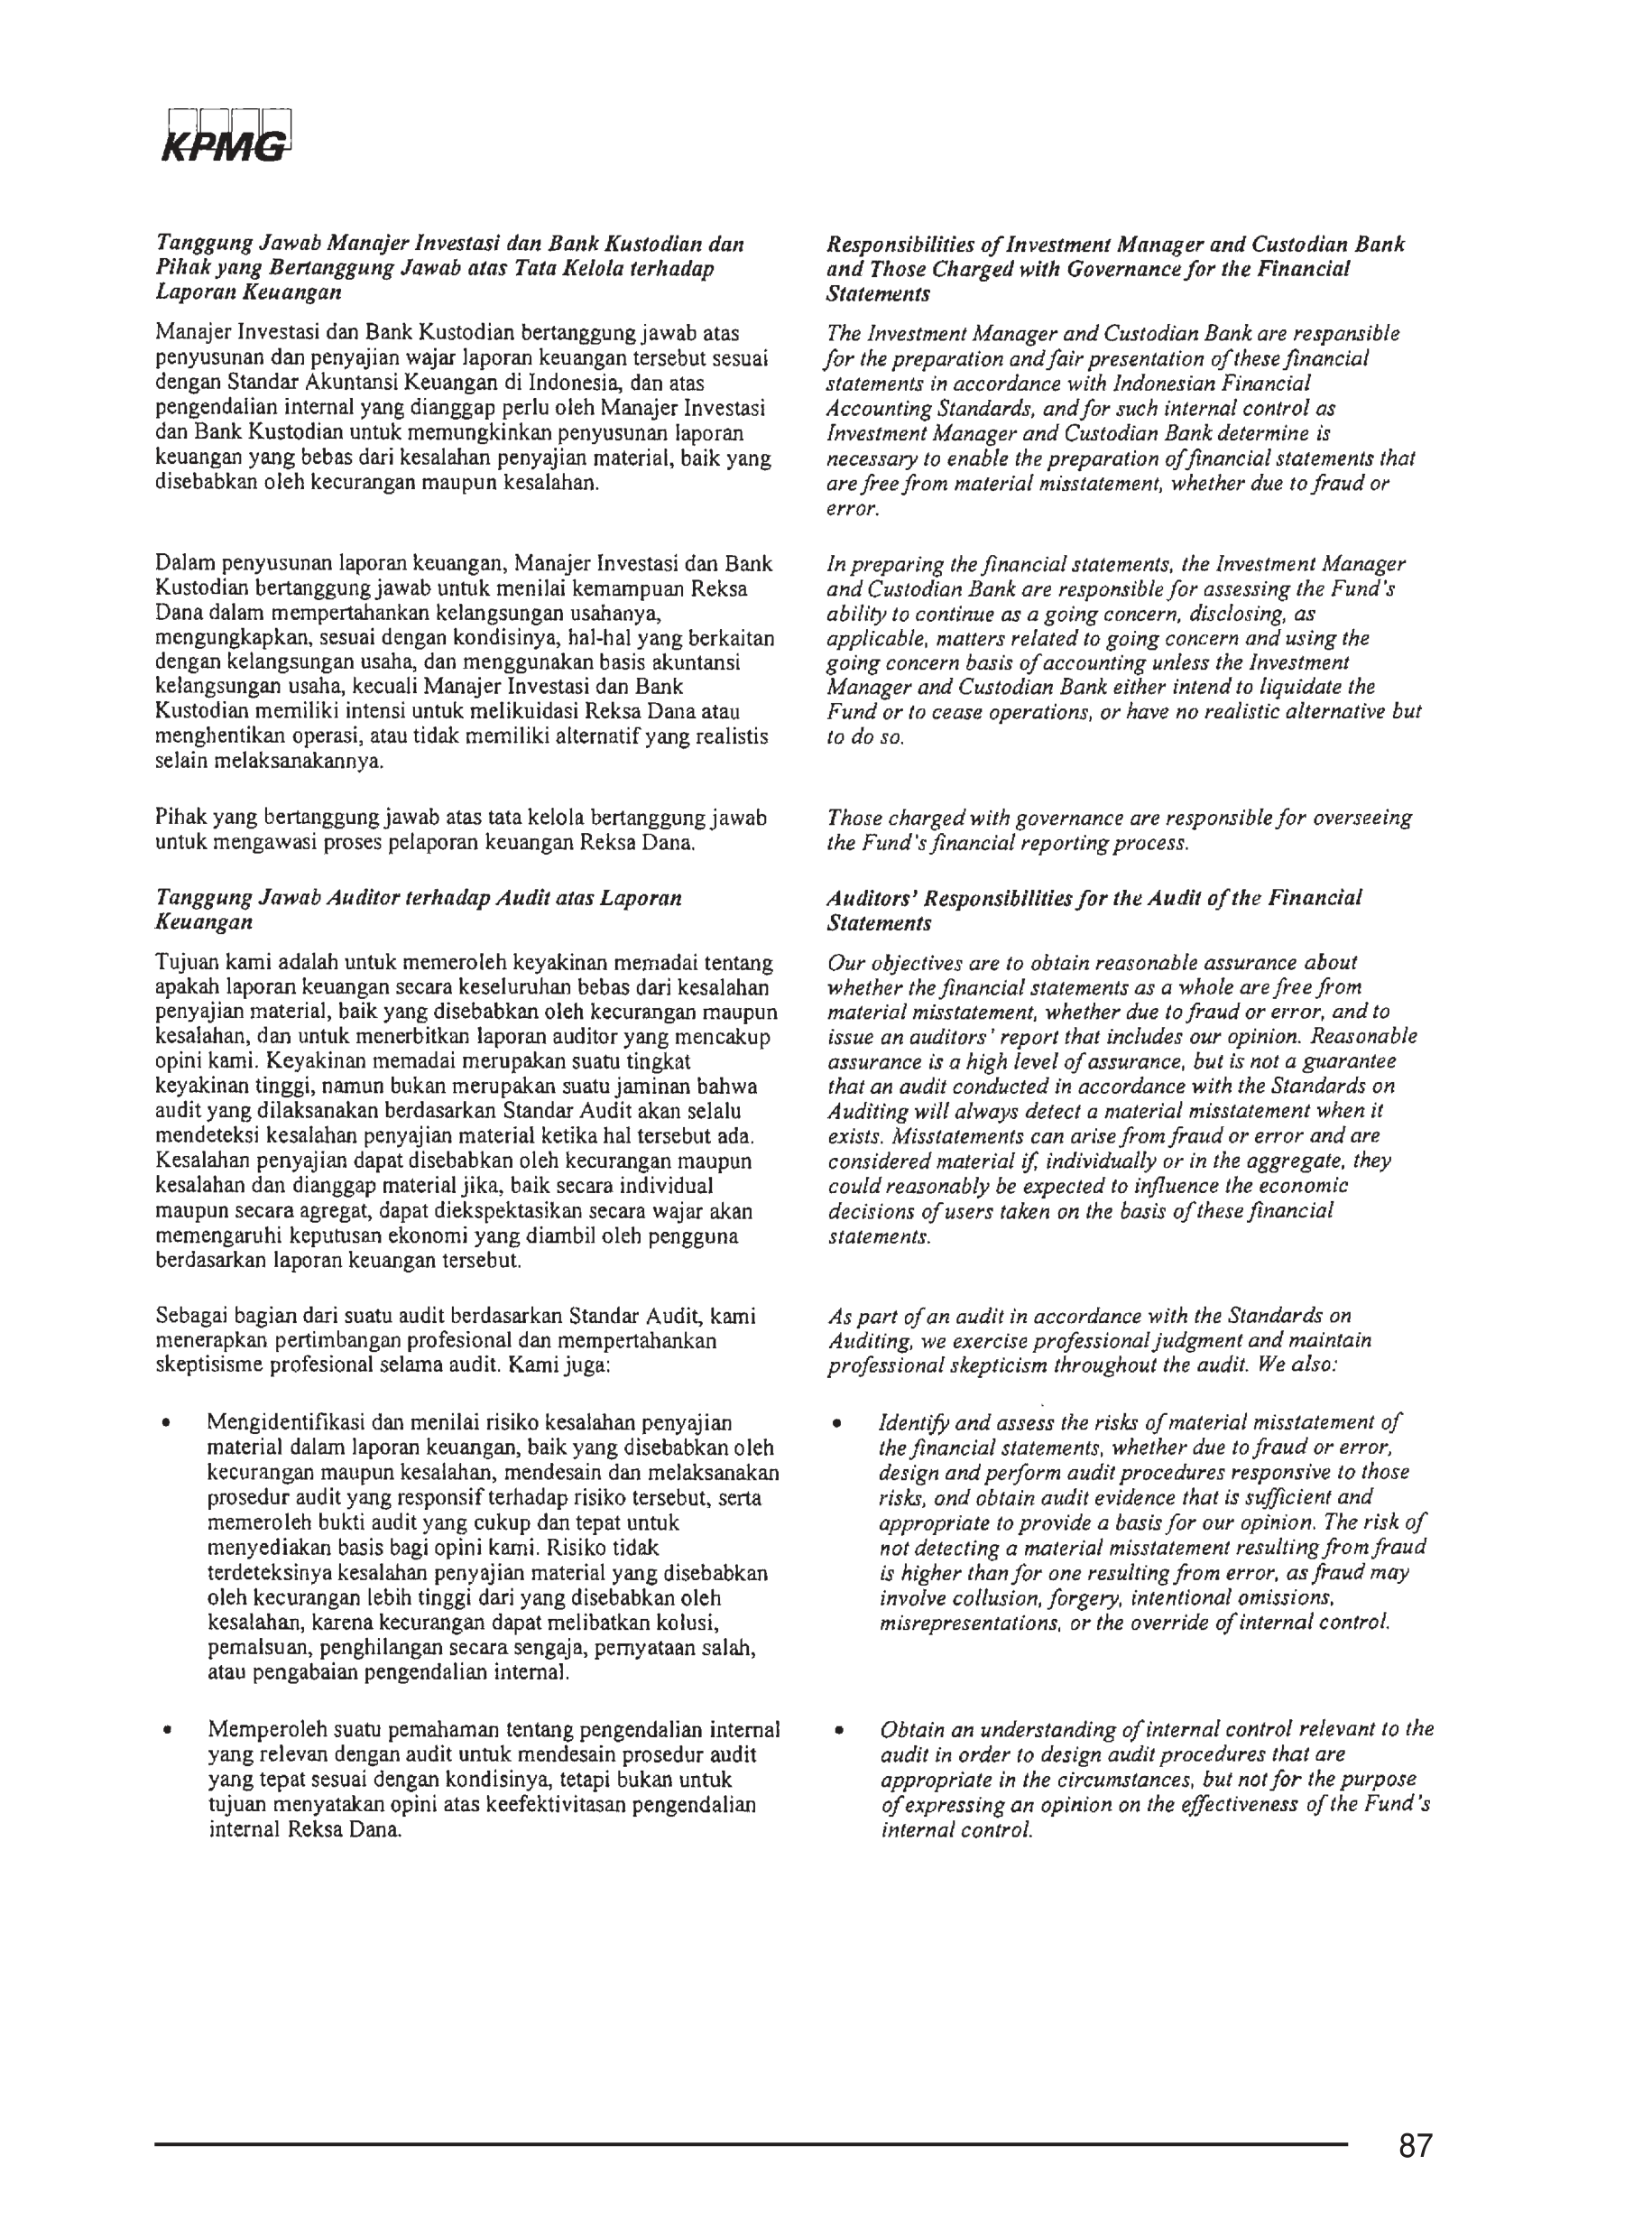 KPMG
Tanggung Jawab Manajer Investasi dan Bank Kustodian dan
Pihak yang Bertanggung Jawab atas Tata Kelola terhadap
Laporan Keuangan
Manajer Investasi dan Bank Kustodian bertanggung jawab atas
penyusunan dan penyajian wajar laporan keuangan tersebut sesuai
dengan Standar Akuntansi Keuangan di Indonesia, dan atas
pengendalian internal yang dianggap perlu oleh Manajer Investasi
dan Bank Kustodian untuk memungkinkan penyusunan laporan
keuangan yang bebas dari kesalahan penyajian material, baik yang
disebabkan oleh kecurangan maupun kesalahan.
Dalam penyusunan laporan keuangan, Manajer Investasi dan Bank
Kustodian bertanggung jawab untuk menilai kemampuan Reksa
Dana dalam mempertahankan kelangsungan usahanya,
mengungkapkan, sesuai dengan kondisinya, hal-hal yang berkaitan
dengan kelangsungan usaha, dan menggunakan basis akuntansi
kelangsungan usaha, kecuali Manajer Investasi dan Bank
Kustodian memiliki intensi untuk melikuidasi Reksa Dana atau
menghentikan operasi, atau tidak memiliki alternatif yang realistis
selain melaksanakannya.
Pihak yang bertanggung jawab atas tata kelola bertanggung jawab
untuk mengawasi proses pelaporan keuangan Reksa Dana.
Tanggung Jawab Auditor terhadap Audit atas Laporan
Keuangan
Tujuan kami adalah untuk memeroleh keyakinan memadai tentang
apakah laporan keuangan secara keseluruhan bebas dari kesalahan
penyajian material, baik yang disebabkan oleh kecurangan maupun
kesalahan, dan untuk menerbitkan laporan auditor yang mencakup
opini kami. Keyakinan memadai merupakan suatu tingkat
keyakinan tinggi, namun bukan merupakan suatu jaminan bahwa
audit yang dilaksanakan berdasarkan Standar Audit akan selalu
mendeteksi kesalahan penyajian material ketika hal tersebut ada.
Kesalahan penyajian dapat disebabkan oleh kecurangan maupun
kesalahan dan dianggap material jika, baik secara individual
maupun secara agregat, dapat diekspektasikan secara wajar akan
memengaruhi keputusan ekonomi yang diambil oleh pengguna
berdasarkan laporan keuangan tersebut.
Sebagai bagian dari suatu audit berdasarkan Standar Audit, kami
menerapkan pertimbangan profesional dan mempertahankan
skeptisisme profesional selama audit. Kami juga:
• Mengidentifikasi dan menilai risiko kesalahan penyajian
material dalam laporan keuangan, baik yang disebabkan oleh
kecurangan maupun kesalahan, mendesain dan melaksanakan
prosedur audit yang responsif terhadap risiko tersebut, serta
memeroleh bukti audit yang cukup dan tepat untuk
menyediakan basis bagi opini kami. Risiko tidak
terdeteksinya kesalahan penyajian material yang disebabkan
oleh kecurangan lebih tinggi dari yang disebabkan oleh
kesalahan, karena kecurangan dapat melibatkan kolusi,
pemalsuan, penghilangan secara sengaja, pernyataan salah,
atau pengabaian pengendalian internal.
• Memperoleh suatu pemahaman tentang pengendalian internal
yang relevan dengan audit untuk mendesain prosedur audit
yang tepat sesuai dengan kondisinya, tetapi bukan untuk
tujuan menyatakan opini atas keefektivitasan pengendalian
internal Reksa Dana.
Responsibilities of Investment Manager and Custodian Bank
and Those Charged with Governance for the Financial
Statements
The Investment Manager and Custodian Bank are responsible
for the preparation and fair presentation of these financial
statements in accordance with Indonesian Financial
Accounting Standards, and for such internal control as
Investment Manager and Custodian Bank determine is
necessary to enable the preparation of financial statements that
are free from material misstatement, whether due to fraud or
error.
In preparing the financial statements, the Investment Manager
and Custodian Bank are responsible for assessing the Fund's
ability to continue as a going concern, disclosing, as
applicable, matters related to going concern and using the
going concern basis of accounting unless the Investment
Manager and Custodian Bank either intend to liquidate the
Fund or to cease operations, or have no realistic alternative but
to do so.
Those charged with governance are responsible for overseeing
the Fund's financial reporting process.
Auditors' Responsibilities for the Audit of the Financial
Statements
Our objectives are to obtain reasonable assurance about
whether the financial statements as a whole are free from
material misstatement, whether due to fraud or error, and to
issue an auditors' report that includes our opinion. Reasonable
assurance is a high level of assurance, but is not a guarantee
that an audit conducted in accordance with the Standards on
Auditing will always detect a material misstatement when it
exists. Misstatements can arise from fraud or error and are
considered material if, individually or in the aggregate, they
could reasonably be expected to influence the economic
decisions of users taken on the basis of these financial
statements.
As part of an audit in accordance with the Standards on
Auditing, we exercise professional judgment and maintain
professional skepticism throughout the audit. We also:
• Identify and assess the risks of material misstatement of
the financial statements, whether due to fraud or error,
design and perform audit procedures responsive to those
risks, ond obtain audit evidence that is sufficient and
appropriate to provide a basis for our opinion. The risk of
not detecting a material misstatement resulting from fraud
is higher than for one resulting from error, as fraud may
involve collusion, forgery, intentional omissions,
misrepresentations, or the override of internal control.
• Obtain an understanding of internal control relevant to the
audit in order to design audit procedures that are
appropriate in the circumstances, but not for the purpose
of expressing an opinion on the effectiveness of the Fund's
internal control.
87